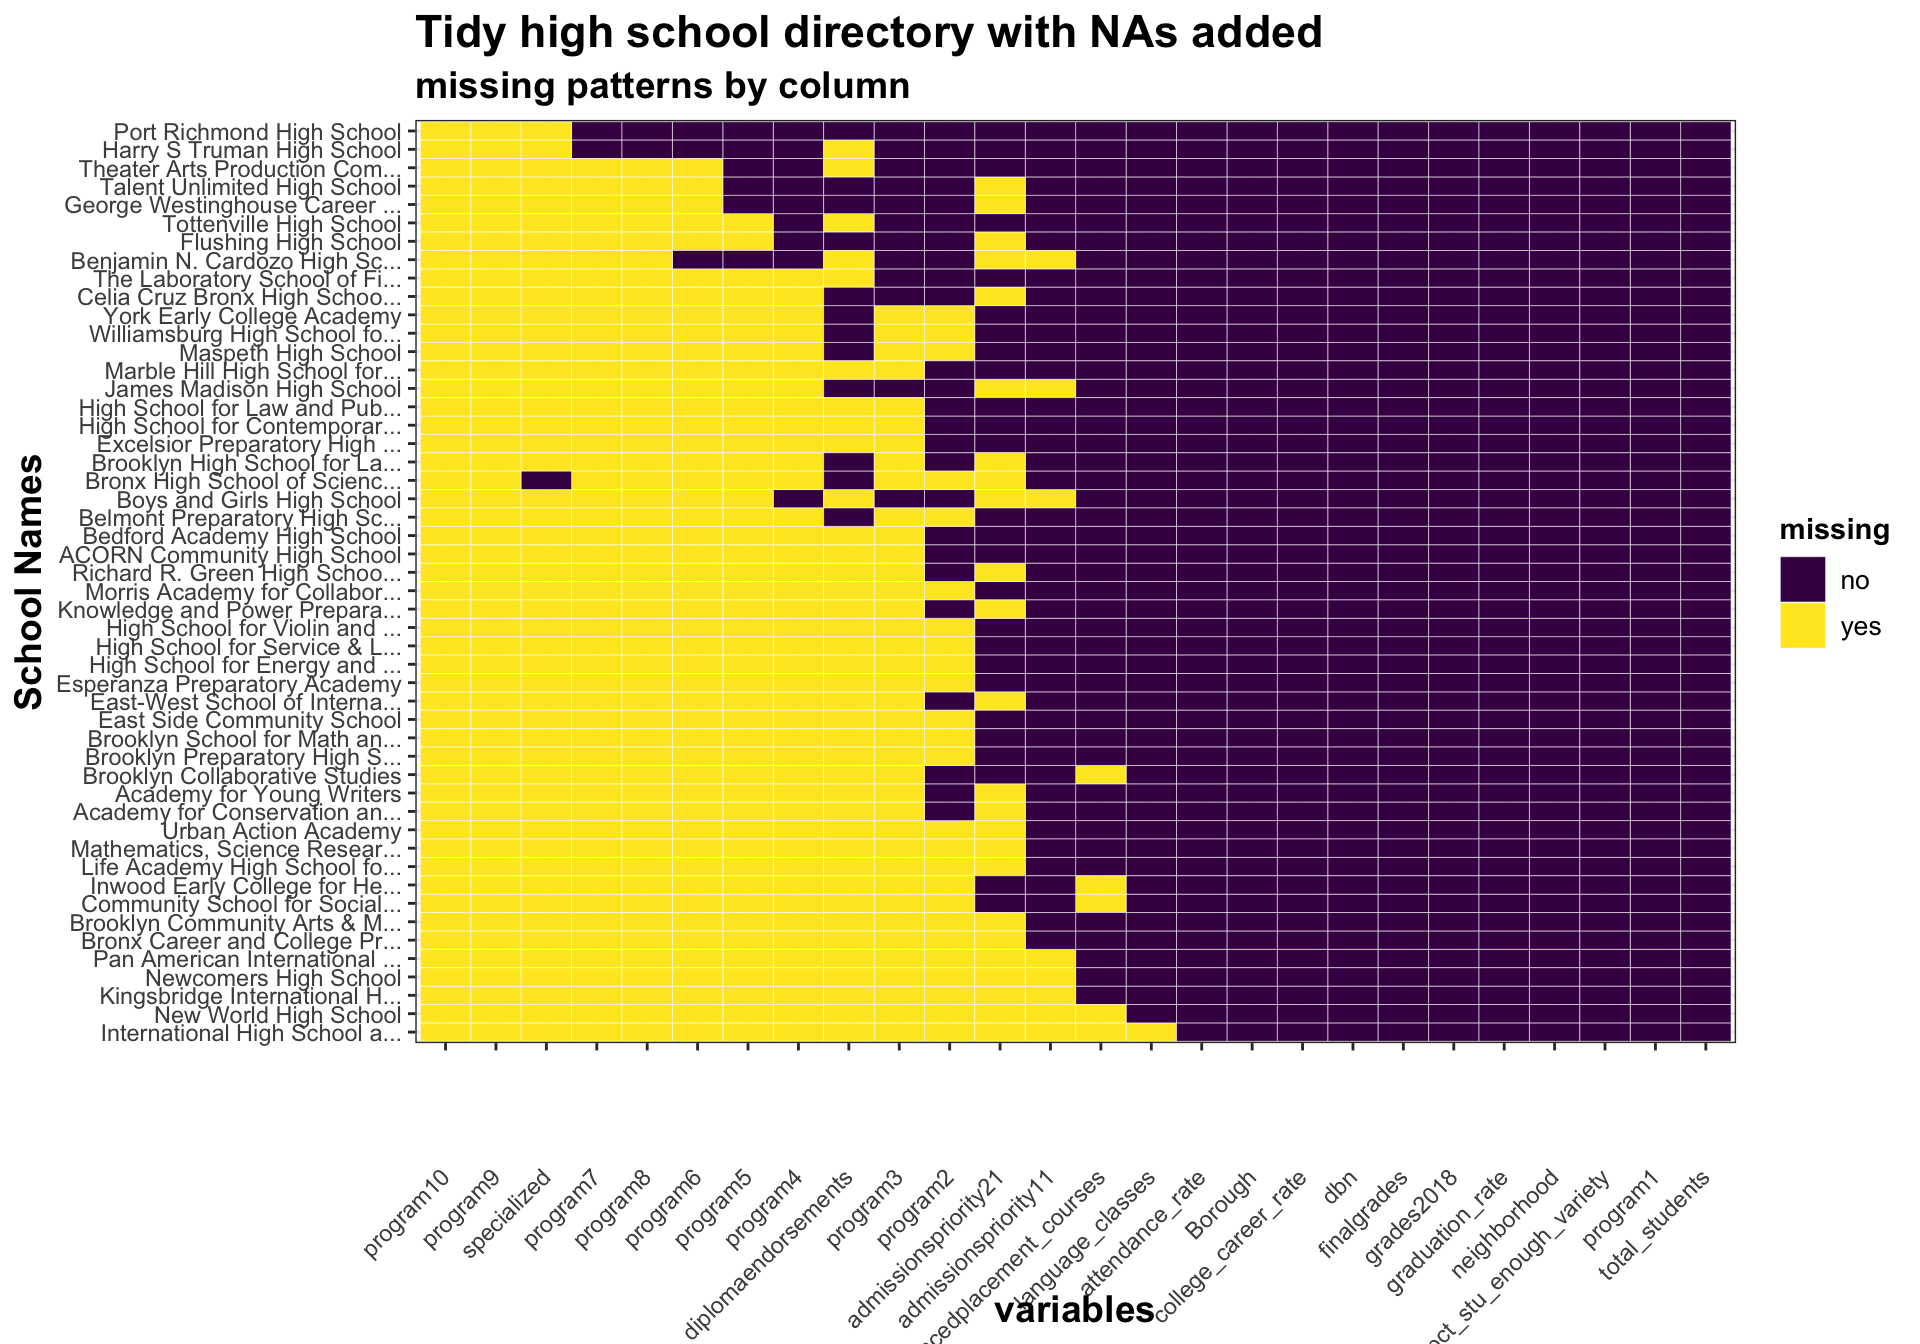 Tidy high school directory with NAs added
missing patterns by column
School Names
Port Richmond High School
Harry S Truman High School
Theater Arts Production Com...
Talent Unlimited High School
George Westinghouse Career ...
Tottenville High School
Flushing High School
Benjamin N. Cardozo High Sc...
The Laboratory School of Fi...
Celia Cruz Bronx High Schoo...
York Early College Academy
Williamsburg High School fo...
Maspeth High School
Marble Hill High School for...
James Madison High School
High School for Law and Pub...
High School for Contemporar...
Excelsior Preparatory High ...
Brooklyn High School for La...
Bronx High School of Scienc...
Boys and Girls High School
Belmont Preparatory High Sc...
Bedford Academy High School
ACORN Community High School
Richard R. Green High Schoo...
Morris Academy for Collabor...
Knowledge and Power Prepara...
High School for Violin and ...
High School for Service & L...
High School for Energy and ...
Esperanza Preparatory Academy
East-West School of Interna...
East Side Community School
Brooklyn School for Math an...
Brooklyn Preparatory High S...
Brooklyn Collaborative Studies
Academy for Young Writers
Academy for Conservation an...
Urban Action Academy
Mathematics, Science Resear...
Life Academy High School fo...
Inwood Early College for He...
Community School for Social...
Brooklyn Community Arts & M...
Bronx Career and College Pr...
Pan American International ...
Newcomers High School
Kingsbridge International H...
New World High School
International High School a...
missing
no
yes
program10
program9
specialized
program7
program8
program6
program5
program4
diplomaendorsements
program3
program2
admissionspriority21
admissionspriority11
cedplacement_courses
language_classes
attendance_rate
Borough
college_career_rate
dbn
finalgrades
grades2018
graduation_rate
neighborhood
ct_stu_enough_variety
program1
total_students
variables